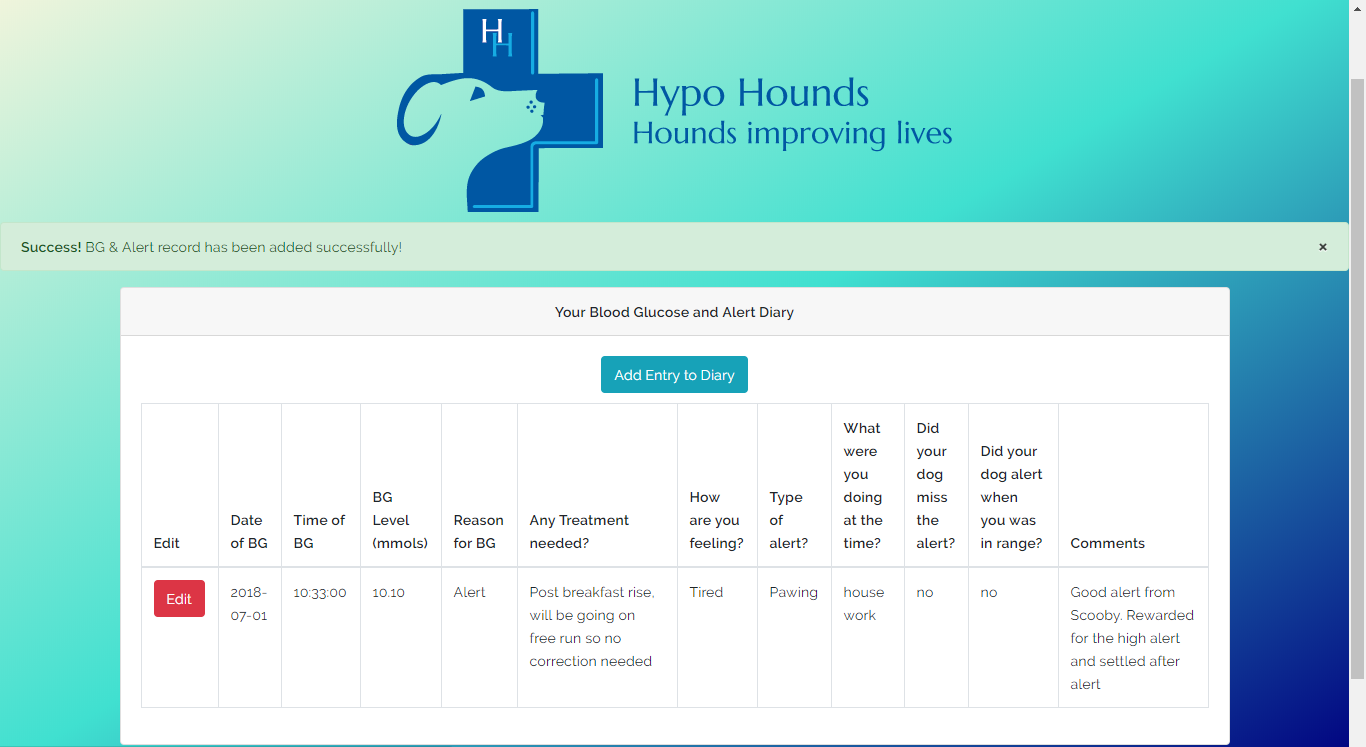 H
H
Hypo Hounds
Hounds improving lives
Success! BG & Alert record has been added successfully!
×
Your Blood Glucose and Alert Diary
Add Entry to Diary
Edit
Date
of BG
Time of
BG
BG
Level
(mmols)
Reason
for BG
Any Treatment
needed?
How
are you
feeling?
Type
of
alert?
What
were
you
doing
at the
time?
Did
your
dog
miss
the
alert?
Did your
dog alert
when
you was
in range?
Comments
Edit
2018-
07-01
10:33:00
10.10
Alert
Post breakfast rise,
will be going on
free run so no
correction needed
Tired
Pawing
house
work
no
no
Good alert from
Scooby. Rewarded
for the high alert
and settled after
alert